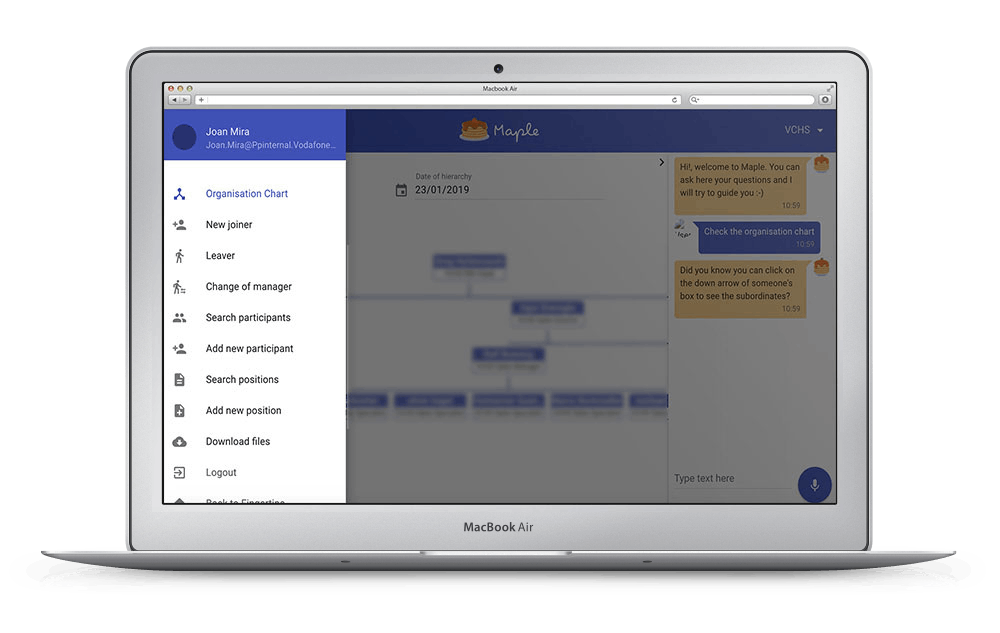 Macbook Air
Joan Mira
Joan.Mira@Ppinternal.Vodafone...
Maple
VCHS
Organisation Chart
New joiner
Leaver
Change of manager
Search participants
Add new participant
Search positions
Add new position
Download files
Logout
Back to Fingertips
Date of hierarchy
23/01/2019
Hi!, welcome to Maple. You can
ask here your questions and I
will try to guide you :-)
10:59
User
Check the organisation chart
10:59
Did you know you can click on
the down arrow of someone's
box to see the subordinates?
10:59
Type text here
MacBook Air